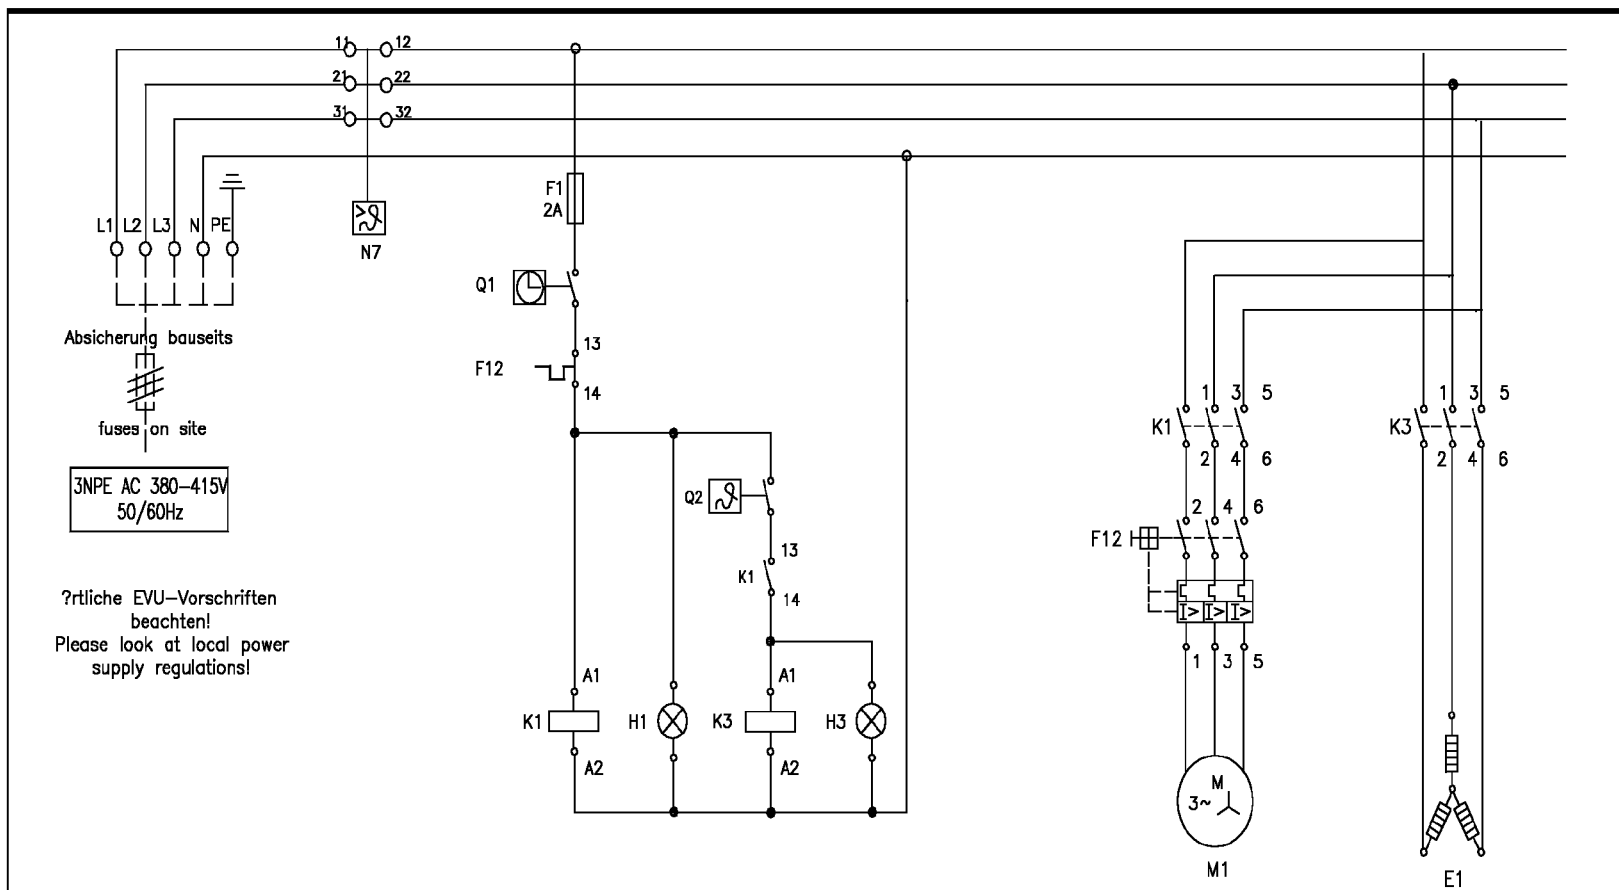 11 12
21 22
31 32
L1 L2 L3 N PE
N7
F1
2A
Q1
Absicherung bauseits
fuses on site
3NPE AC 380-415V
50/60Hz
?rtliche EVU-Vorschriften
beachten!
Please look at local power
supply regulations!
13
F12
14
Q2
13
K1
14
A1 A1
K1 H1 K3 H3
A2 A2
1 3 5
K1
2 4 6
2 4 6
F12
I> I> I>
1 3 5
M
3~
M1
1 3 5
K3
2 4 6
E1